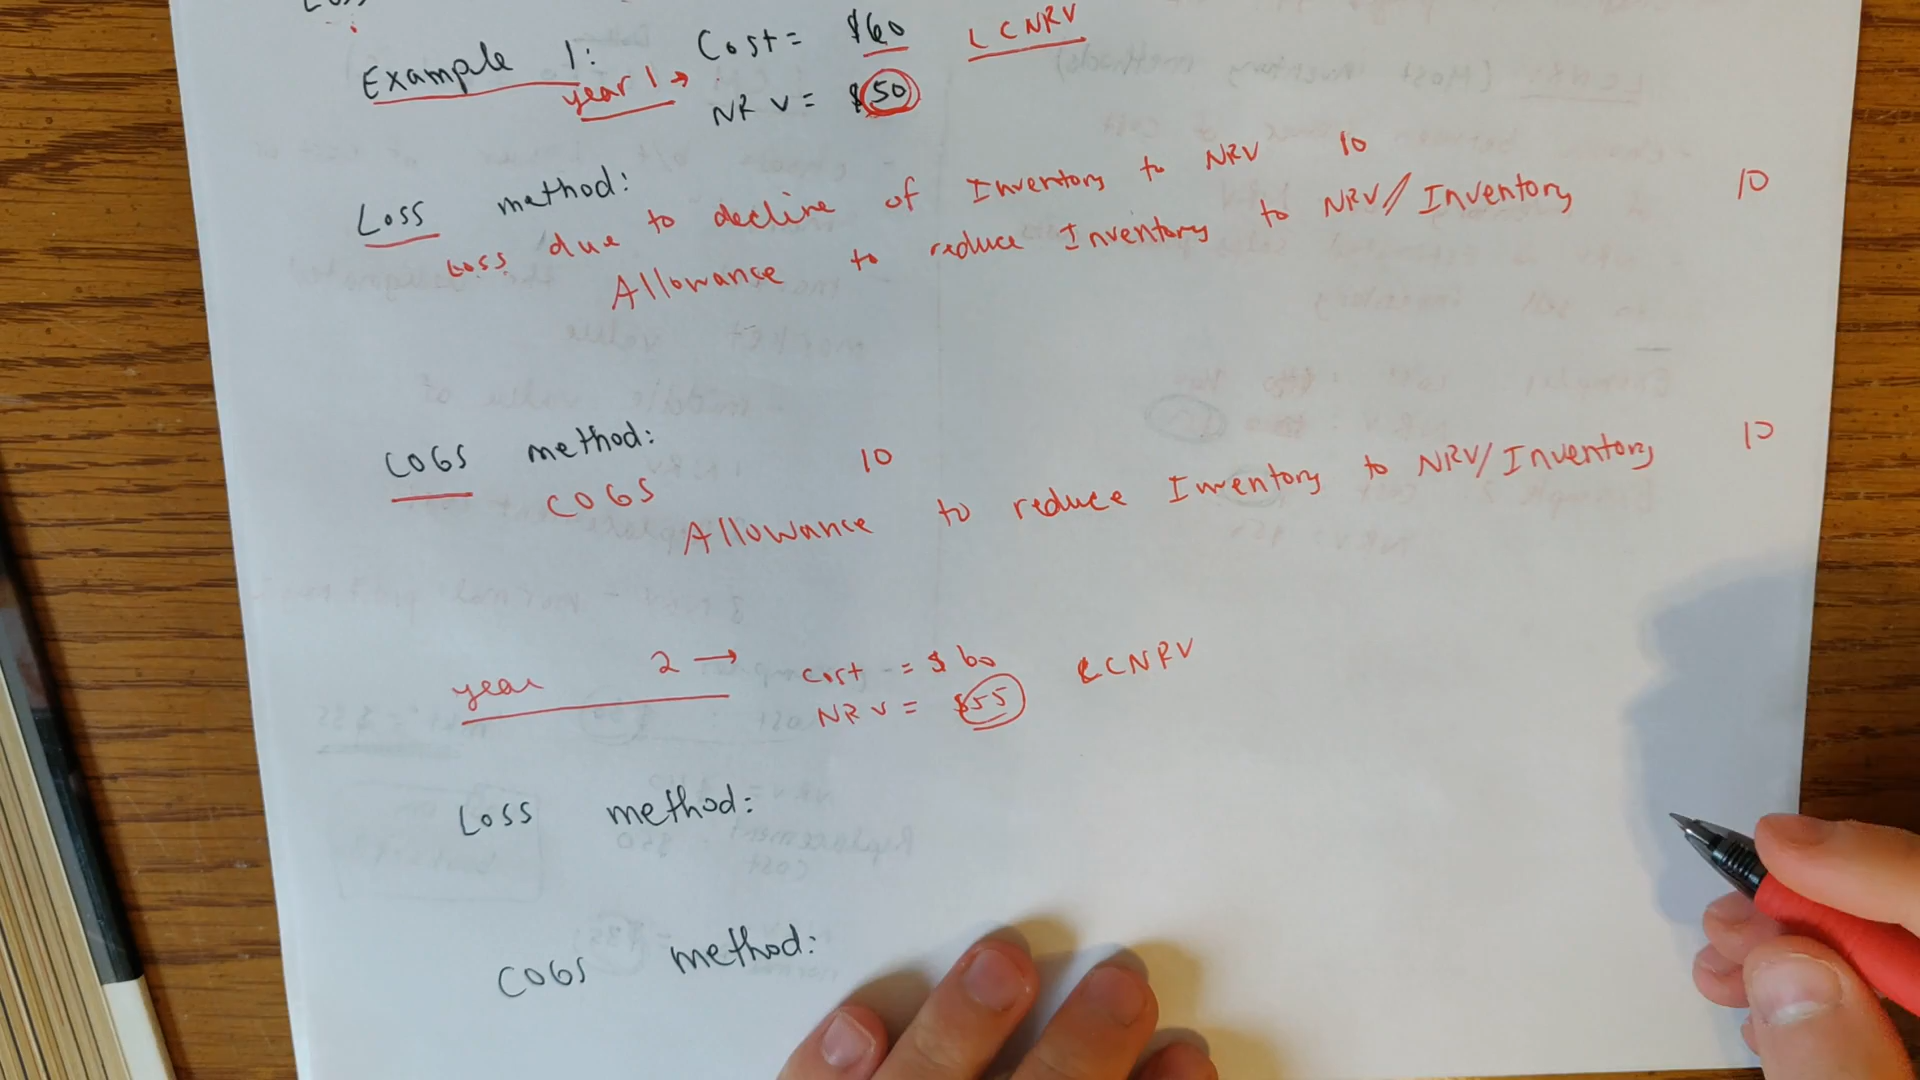 Loss
Example 1: Cost = $60 LCNRV
year 1 → NRV = $50
Loss method:
Loss due to decline of Inventory to NRV 10
Allowance to reduce Inventory to NRV/Inventory 10
COGS method:
COGS 10
Allowance to reduce Inventory to NRV/Inventory 10
year 2 → Cost = $60 LCNRV
NRV = $55
Loss method:
COGS method: